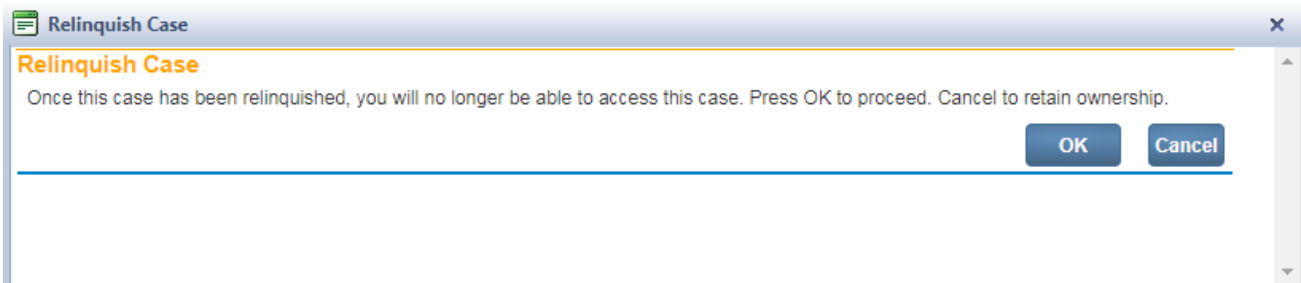 Relinquish Case
Relinquish Case
Once this case has been relinquished, you will no longer be able to access this case. Press OK to proceed. Cancel to retain ownership.
OK Cancel